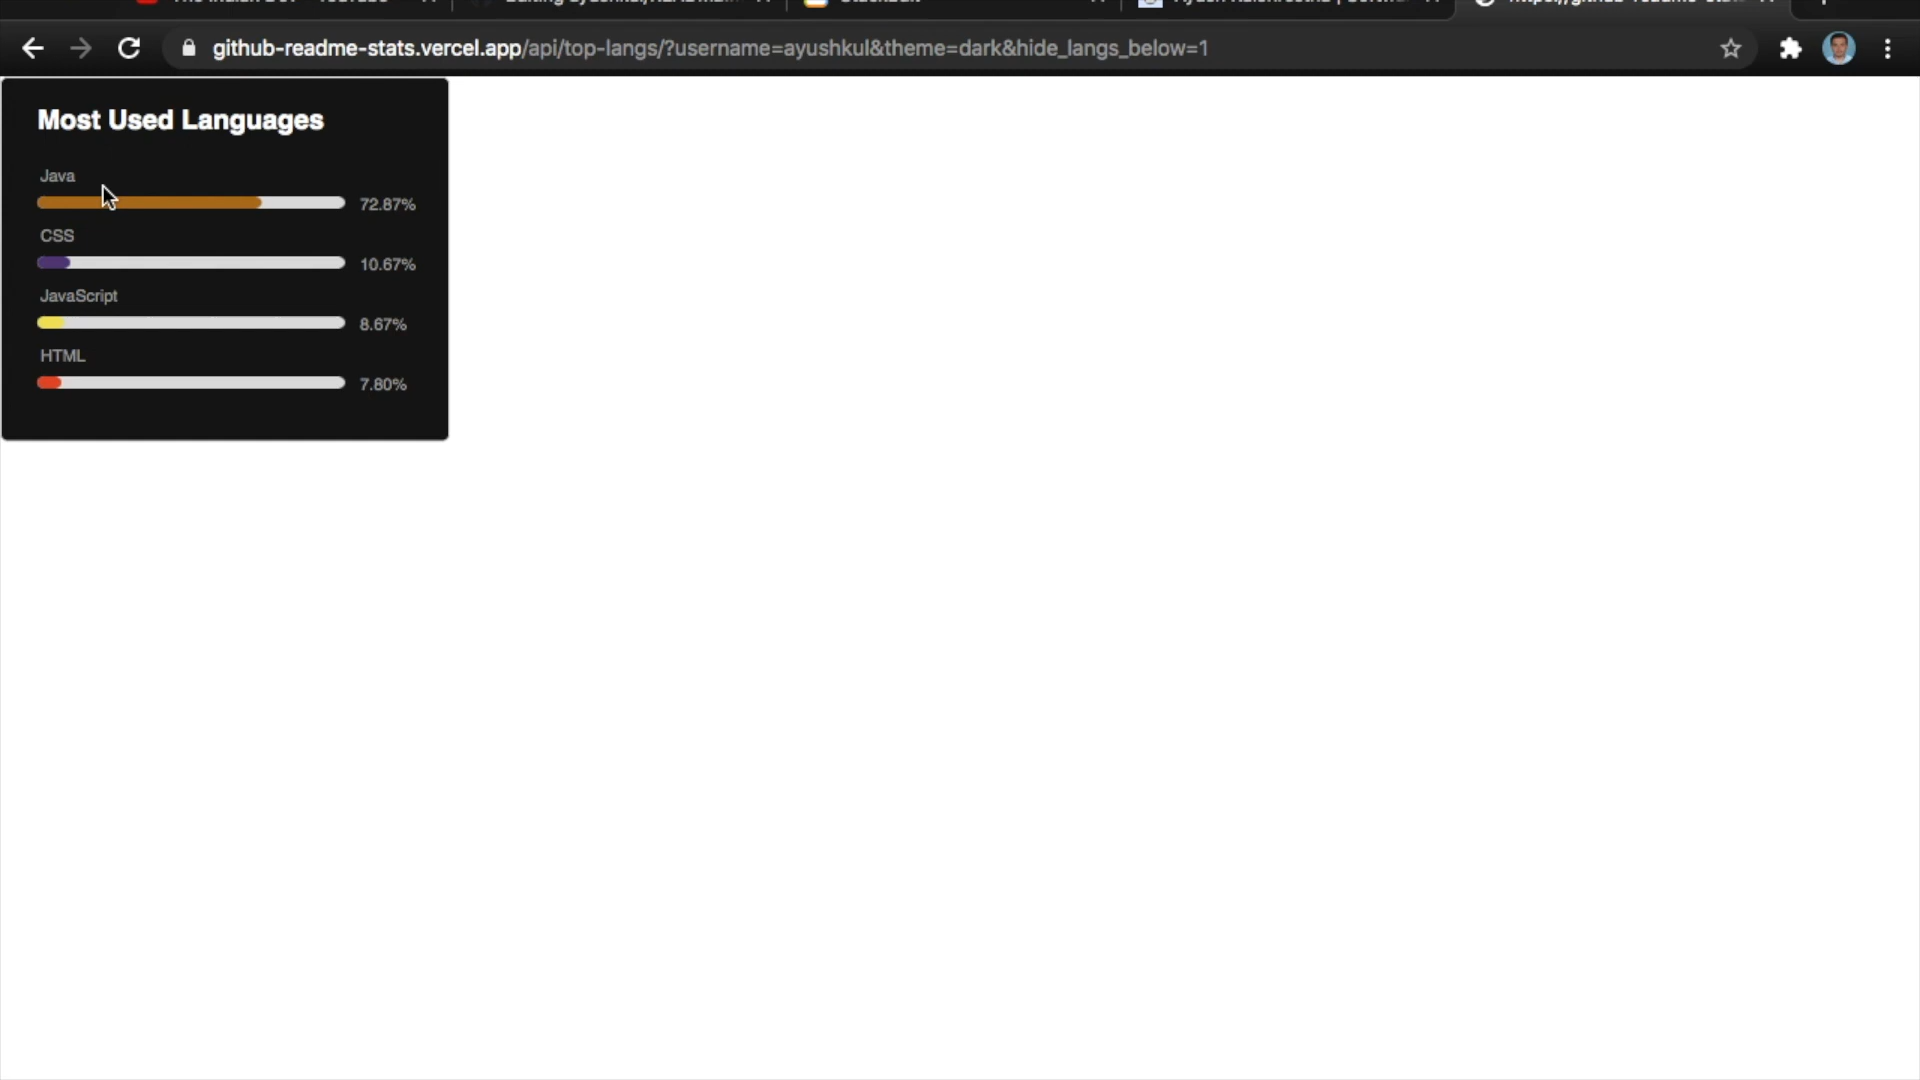 github-readme-stats.vercel.app/api/top-langs/?username=ayushkul&theme=dark&hide_langs_below=1
Most Used Languages
Java
72.87%
CSS
10.67%
JavaScript
8.67%
HTML
7.80%